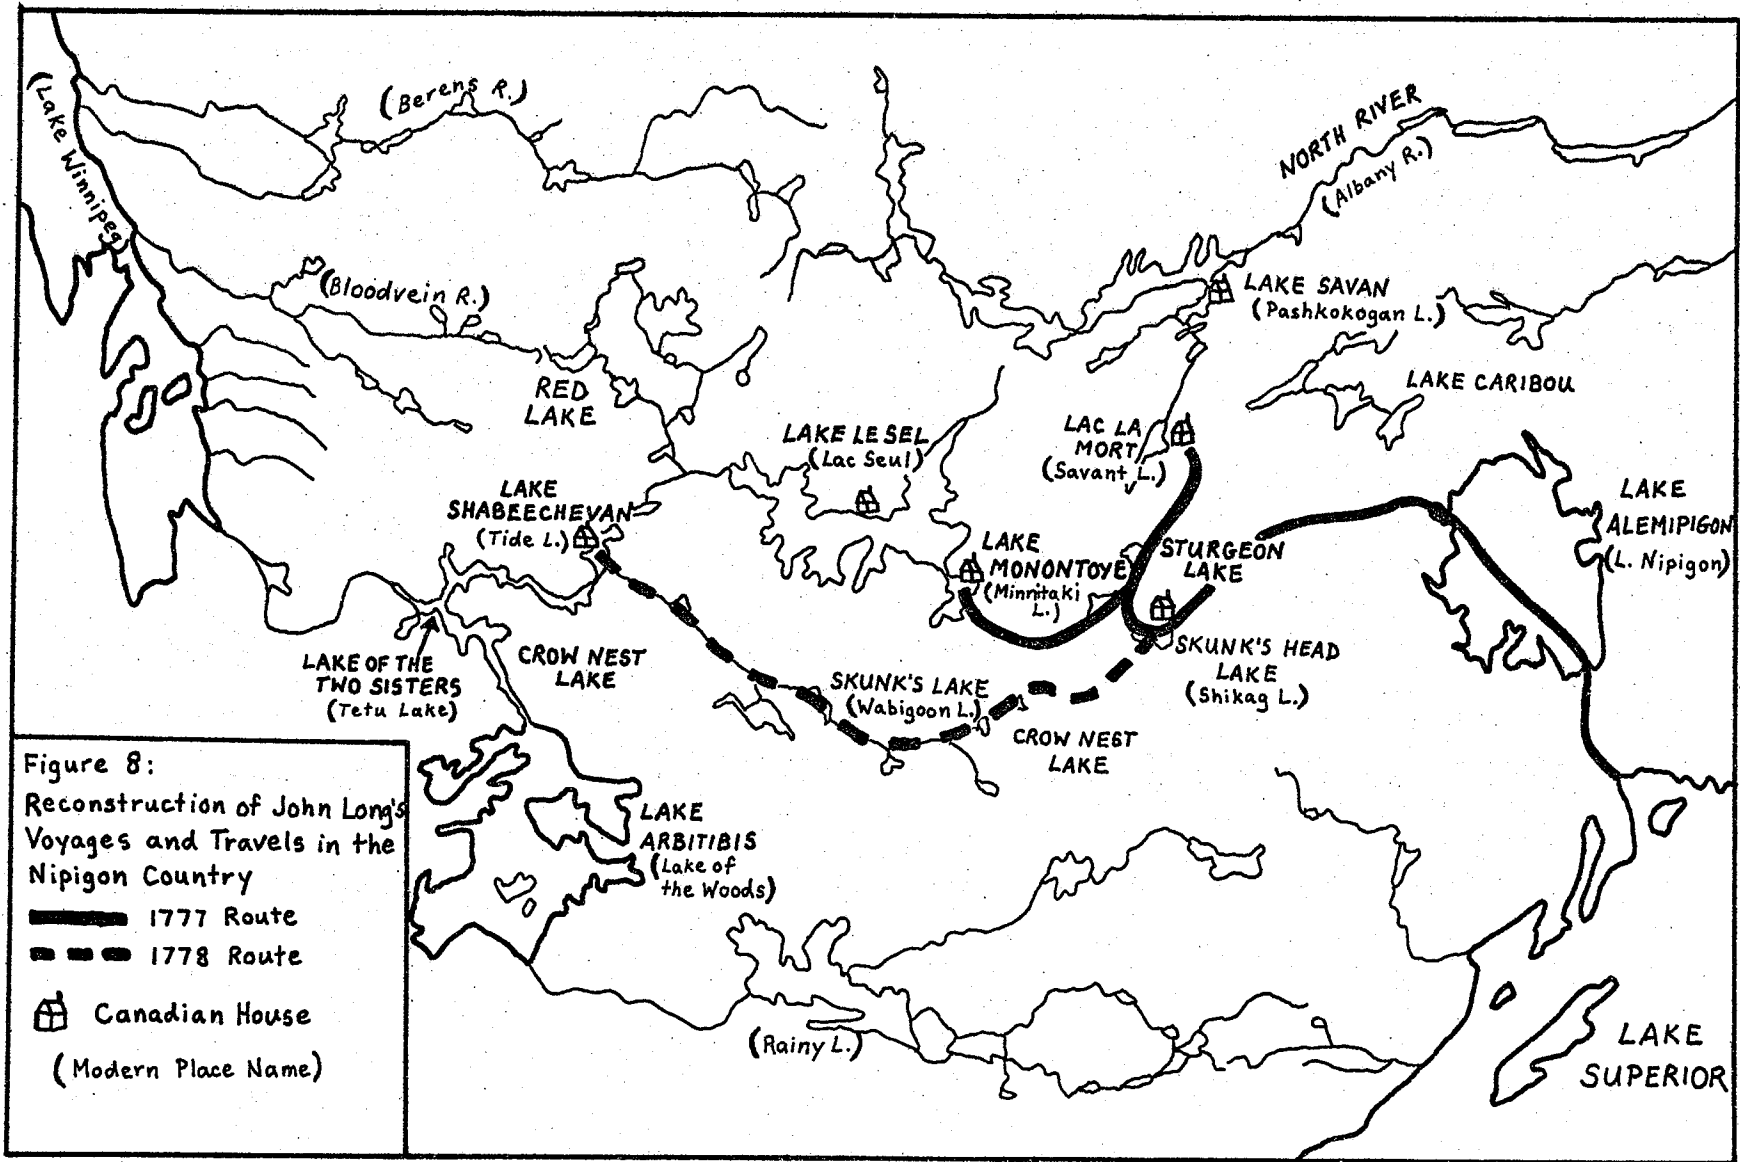 (Lake Winnipeg
(Berens R.)
NORTH RIVER
(Albany R.)
(Bloodvein R.)
LAKE SAVAN
(Pashkokogan L.)
RED
LAKE
LAKE CARIBOU
LAKE LE SEL
(Lac Seul)
LAC LA
MORT
(Savant L.)
LAKE
SHABEECHEVAN
(Tide L.)
LAKE
ALEMIPIGON
(L. Nipigon)
LAKE
MONONTOYE
(Minnitaki
L.)
STURGEON
LAKE
SKUNK'S HEAD
LAKE
(Shikag L.)
LAKE OF THE
TWO SISTERS
(Tetu Lake)
CROW NEST
LAKE
SKUNK'S LAKE
(Wabigoon L.)
CROW NEST
LAKE
LAKE
ARBITIBIS
(Lake of
the Woods)
(Rainy L.)
LAKE
SUPERIOR
Figure 8:
Reconstruction of John Long's
Voyages and Travels in the
Nipigon Country
1777 Route
1778 Route
Canadian House
(Modern Place Name)